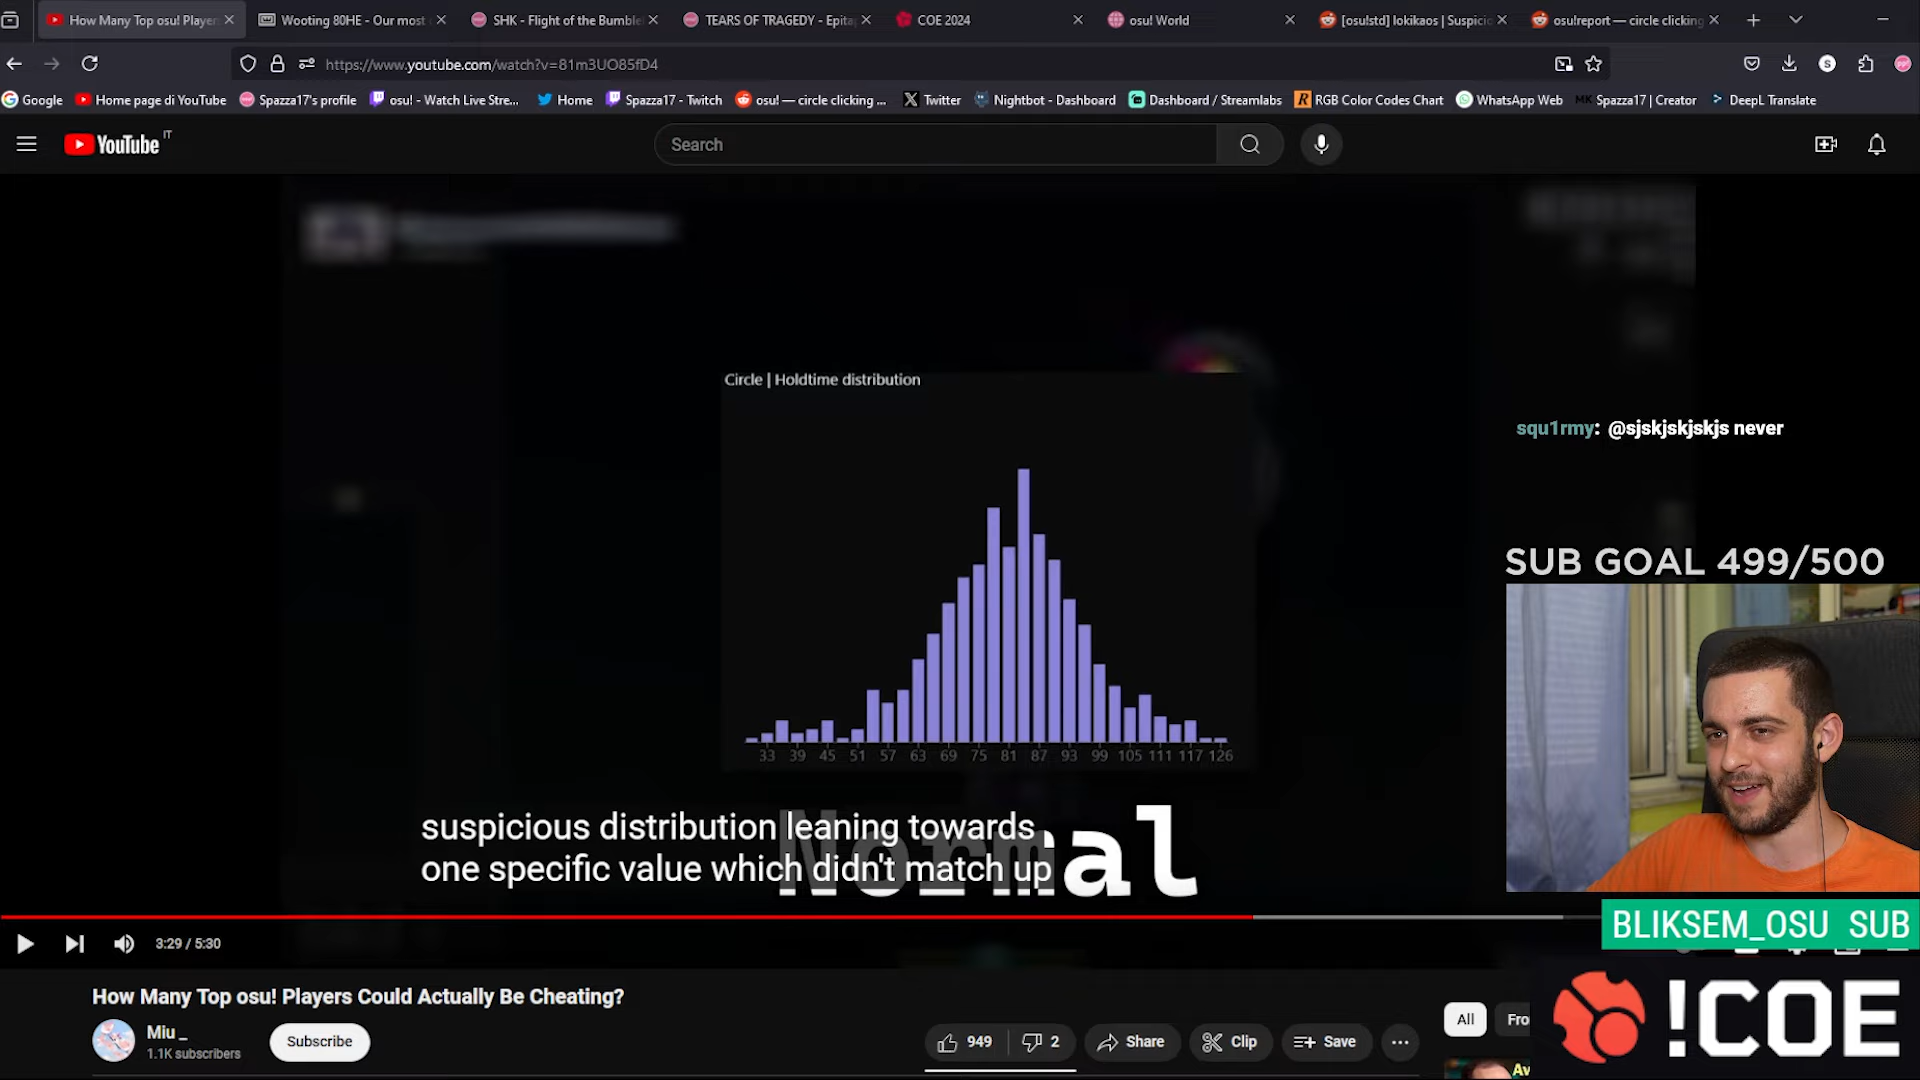 How Many Top osu! Player
Wooting 80HE - Our most
SHK - Flight of the Bumble
TEARS OF TRAGEDY - Epita
COE 2024
osu! World
[osu!std] lokikaos | Suspici
osu!report — circle clicking
https://www.youtube.com/watch?v=81m3UO85fD4
Google
Home page di YouTube
Spazza17's profile
osu! - Watch Live Stre...
Home
Spazza17 - Twitch
osu! — circle clicking ...
Twitter
Nightbot - Dashboard
Dashboard / Streamlabs
RGB Color Codes Chart
WhatsApp Web
MK Spazza17 | Creator
DeepL Translate
YouTube IT
Search
Circle | Holdtime distribution
squ1rmy: @sjskjskjskjs never
SUB GOAL 499/500
33 39 45 51 57 63 69 75 81 87 93 99 105 111 117 126
Normal
suspicious distribution leaning towards
one specific value which didn't match up
BLIKSEM_OSU SUB
3:29 / 5:30
How Many Top osu! Players Could Actually Be Cheating?
Miu _
1.1K subscribers
Subscribe
949
2
Share
Clip
Save
All
Fro
!COE
Av